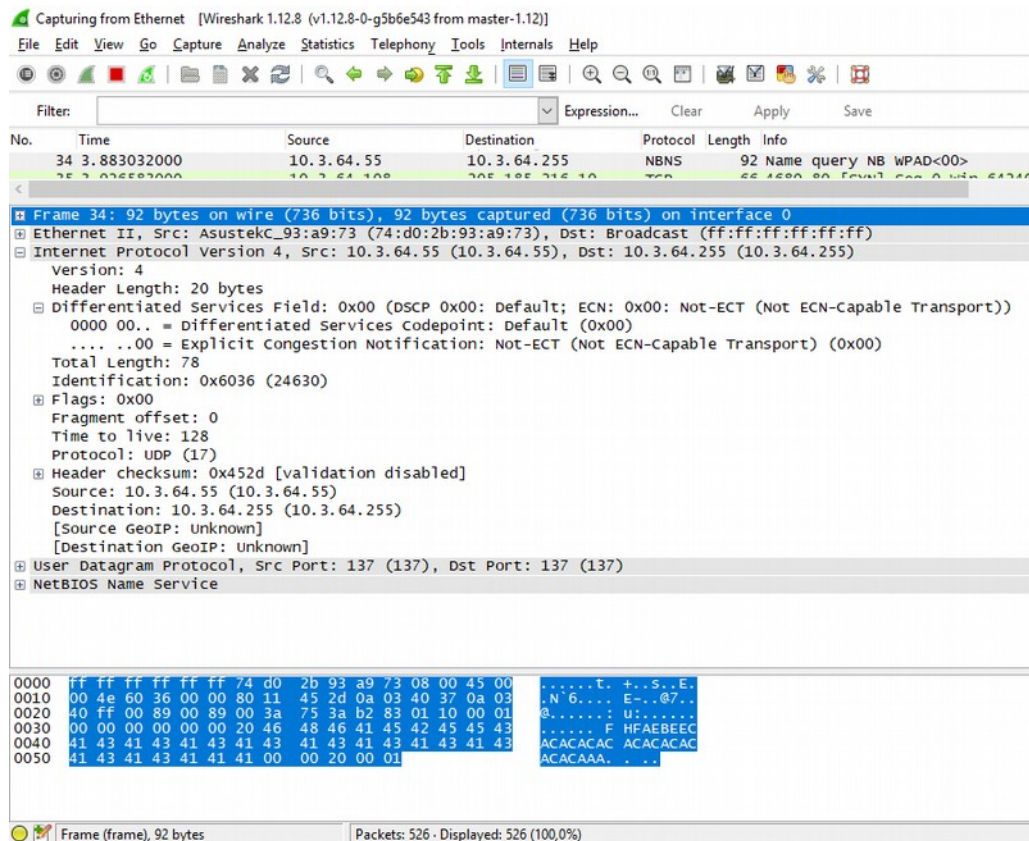 Capturing from Ethernet [Wireshark 1.12.8 (v1.12.8-0-g5b6e543 from master-1.12)]
File Edit View Go Capture Analyze Statistics Telephony Tools Internals Help
Filter: Expression... Clear Apply Save
No. Time Source Destination Protocol Length Info
34 3.883032000 10.3.64.55 10.3.64.255 NBNS 92 Name query NB WPAD<00>
Frame 34: 92 bytes on wire (736 bits), 92 bytes captured (736 bits) on interface 0
Ethernet II, Src: AsustekC_93:a9:73 (74:d0:2b:93:a9:73), Dst: Broadcast (ff:ff:ff:ff:ff:ff)
Internet Protocol Version 4, Src: 10.3.64.55 (10.3.64.55), Dst: 10.3.64.255 (10.3.64.255)
Version: 4
Header Length: 20 bytes
Differentiated Services Field: 0x00 (DSCP 0x00: Default; ECN: 0x00: Not-ECT (Not ECN-Capable Transport))
0000 00.. = Differentiated Services Codepoint: Default (0x00)
.... ..00 = Explicit Congestion Notification: Not-ECT (Not ECN-Capable Transport) (0x00)
Total Length: 78
Identification: 0x6036 (24630)
Flags: 0x00
Fragment offset: 0
Time to live: 128
Protocol: UDP (17)
Header checksum: 0x452d [validation disabled]
Source: 10.3.64.55 (10.3.64.55)
Destination: 10.3.64.255 (10.3.64.255)
[Source GeoIP: Unknown]
[Destination GeoIP: Unknown]
User Datagram Protocol, Src Port: 137 (137), Dst Port: 137 (137)
NetBIOS Name Service
0000 ff ff ff ff ff ff 74 d0 2b 93 a9 73 08 00 45 00 ......t. +..s..E.
0010 00 4e 60 36 00 00 80 11 45 2d 0a 03 40 37 0a 03 .N`6.... E-..@7..
0020 40 ff 00 89 00 89 00 3a 75 3a b2 83 01 10 00 01 @......: u:......
0030 00 00 00 00 00 00 20 46 48 46 41 45 42 45 45 43 ...... F HFAEBEEC
0040 41 43 41 43 41 43 41 43 41 43 41 43 41 43 41 43 ACACACAC ACACACAC
0050 41 43 41 43 41 41 41 00 00 20 00 01 ACACAAA. . ..
Frame (frame), 92 bytes Packets: 526 · Displayed: 526 (100,0%)